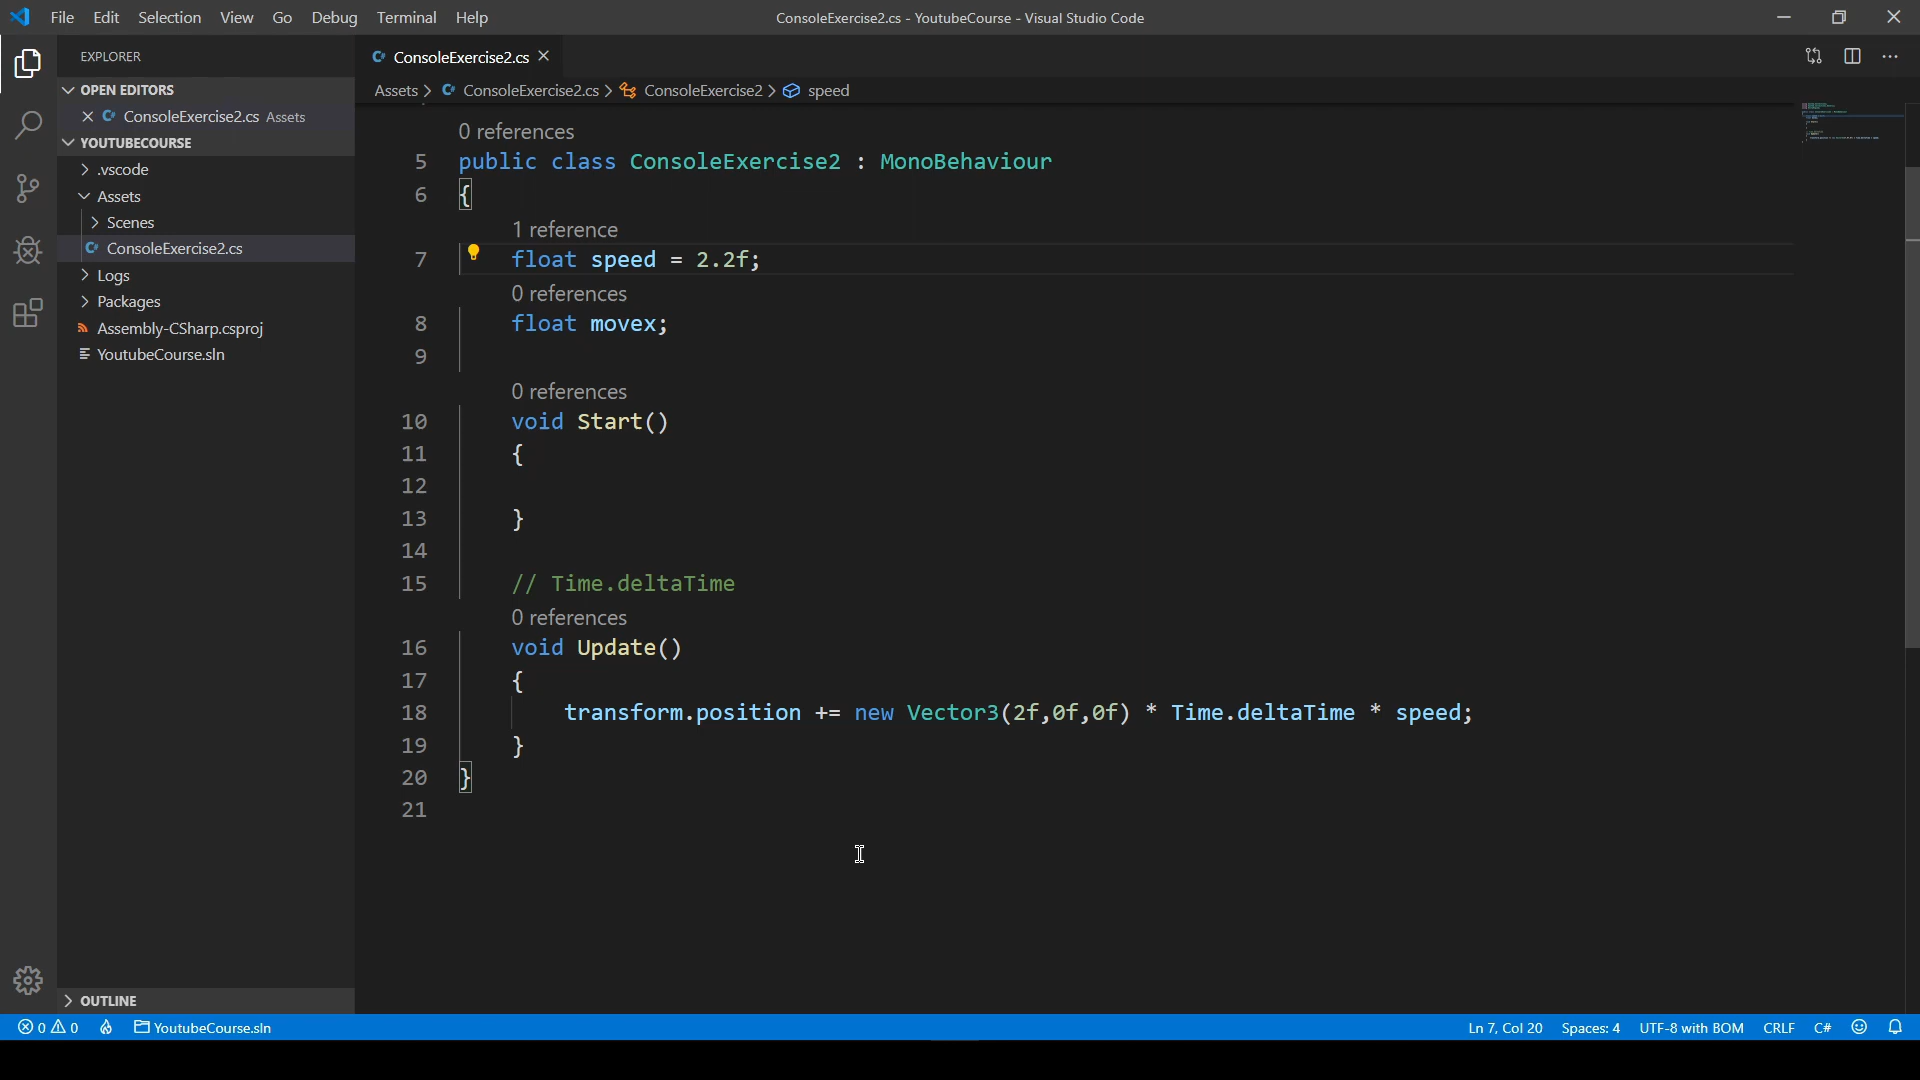 File Edit Selection View Go Debug Terminal Help
ConsoleExercise2.cs - YoutubeCourse - Visual Studio Code
EXPLORER
OPEN EDITORS
ConsoleExercise2.cs Assets
YOUTUBECOURSE
.vscode
Assets
Scenes
ConsoleExercise2.cs
Logs
Packages
Assembly-CSharp.csproj
YoutubeCourse.sln
OUTLINE
ConsoleExercise2.cs
Assets > ConsoleExercise2.cs > ConsoleExercise2 > speed
0 references
5 public class ConsoleExercise2 : MonoBehaviour
6 {
1 reference
7 float speed = 2.2f;
0 references
8 float movex;
9
0 references
10 void Start()
11 {
12
13 }
14
15 // Time.deltaTime
0 references
16 void Update()
17 {
18 transform.position += new Vector3(2f,0f,0f) * Time.deltaTime * speed;
19 }
20 }
21
0 0 YoutubeCourse.sln
Ln 7, Col 20 Spaces: 4 UTF-8 with BOM CRLF C#